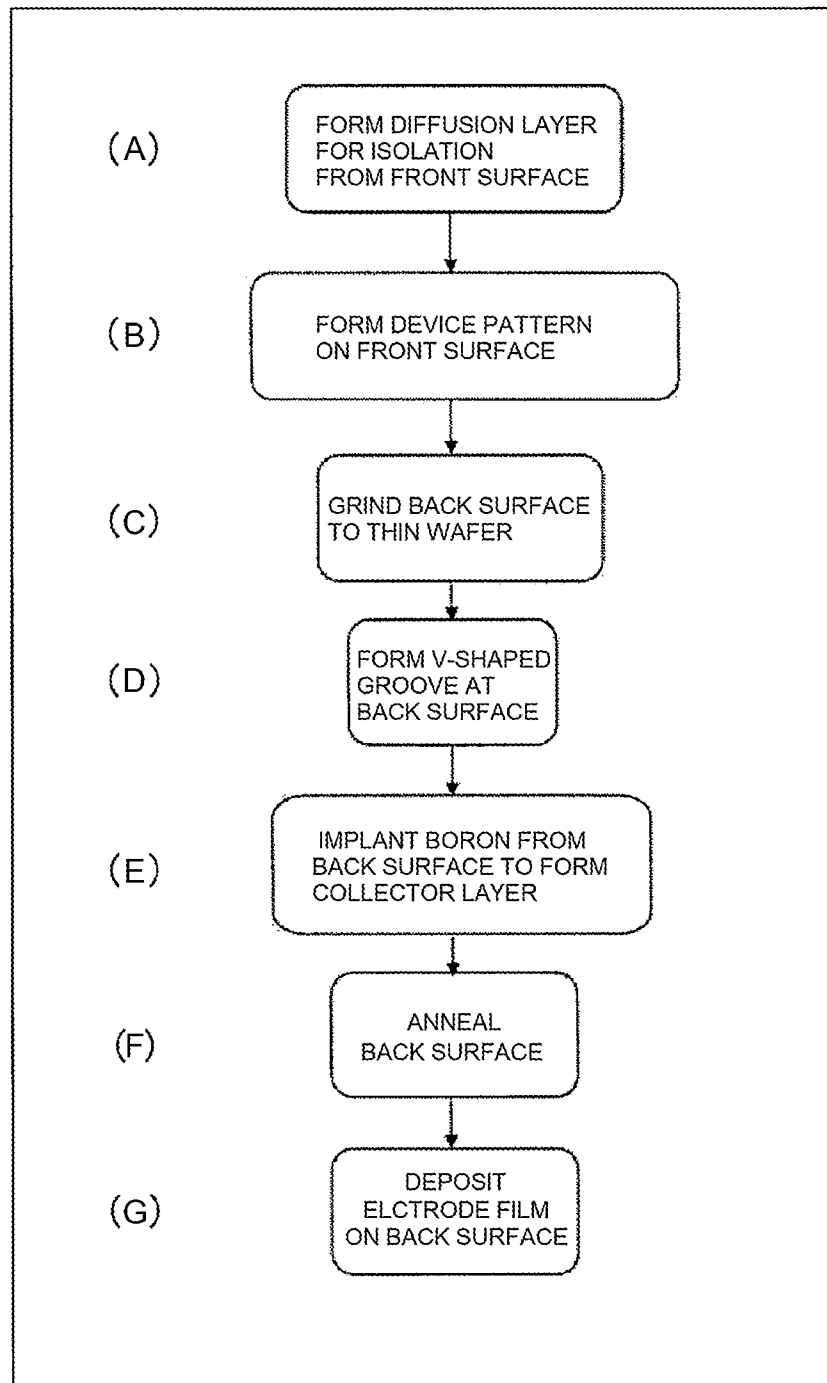 (A)
FORM DIFFUSION LAYER
FOR ISOLATION
FROM FRONT SURFACE
(B)
FORM DEVICE PATTERN
ON FRONT SURFACE
(C)
GRIND BACK SURFACE
TO THIN WAFER
(D)
FORM V-SHAPED
GROOVE AT
BACK SURFACE
(E)
IMPLANT BORON FROM
BACK SURFACE TO FORM
COLLECTOR LAYER
(F)
ANNEAL
BACK SURFACE
(G)
DEPOSIT
ELCTRODE FILM
ON BACK SURFACE